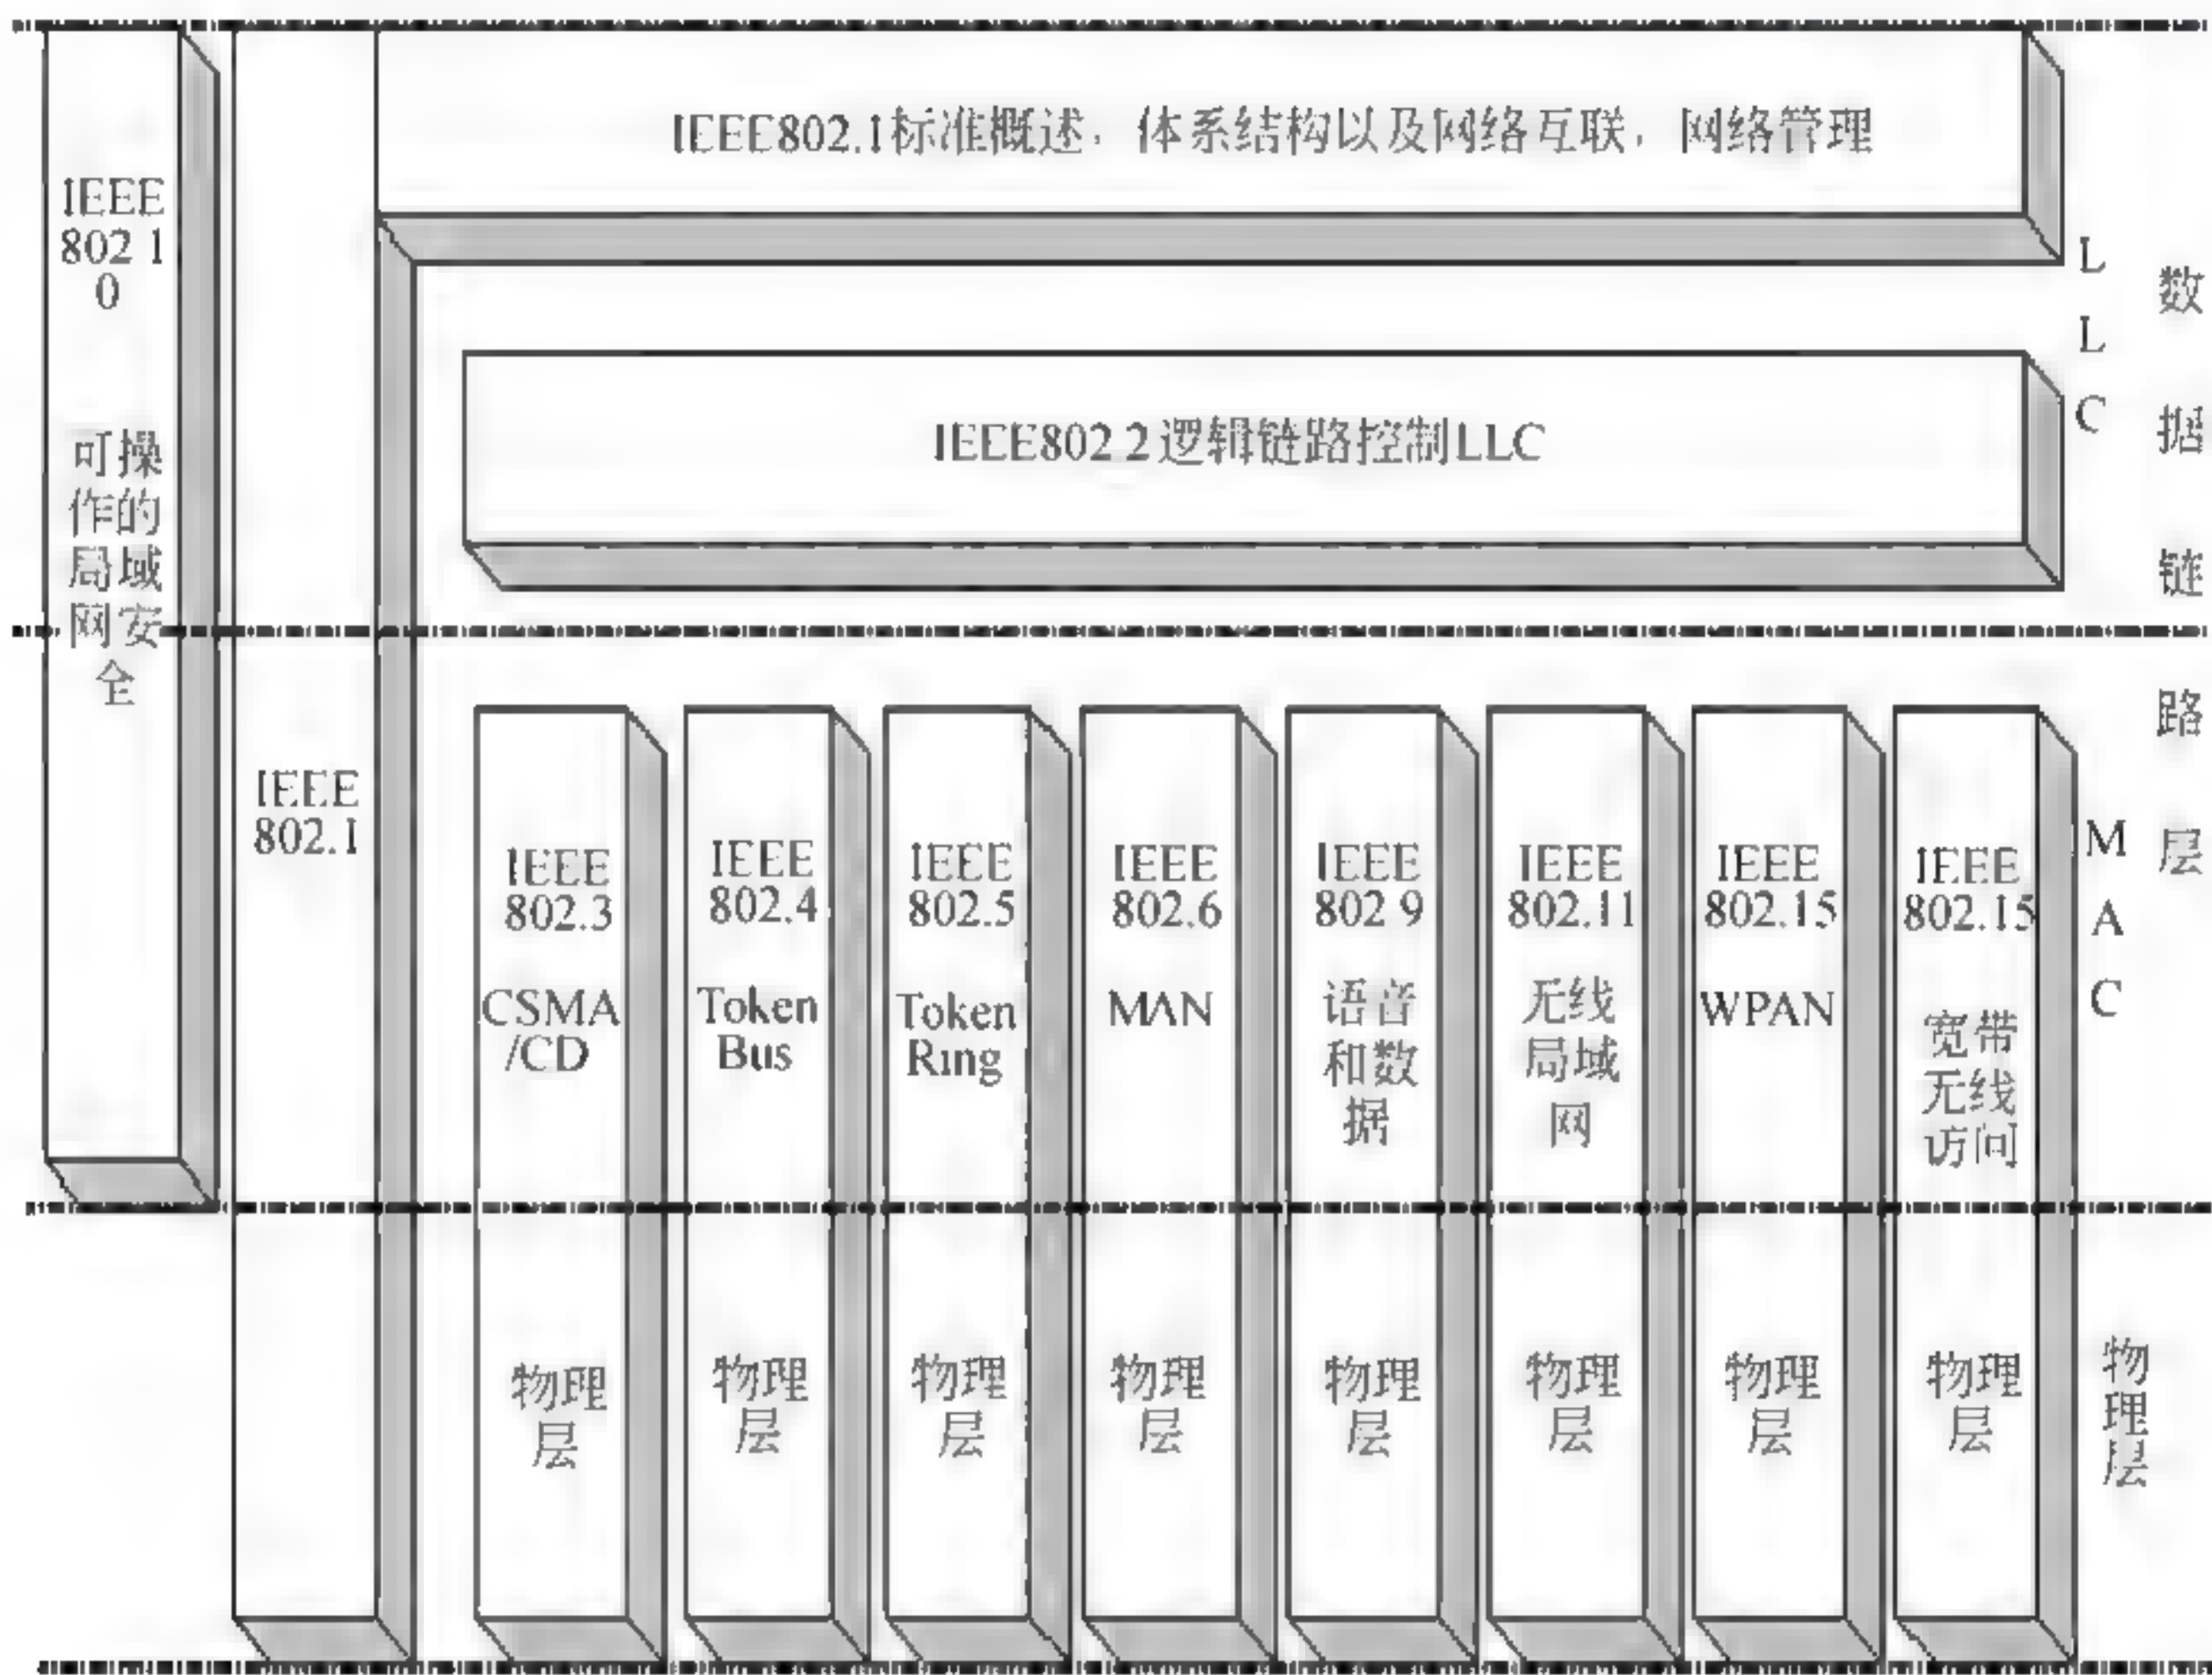 IEEE
802 1
0
可操
作的
局域
网安
全
IEEE
802.1
IEEE802.1标准概述，体系结构以及网络互联，网络管理
IEEE802 2逻辑链路控制LLC
L
L
C
数
据
链
路
层
IEEE
802.3
CSMA
/CD
物理
层
IEEE
802.4
Token
Bus
物理
层
IEEE
802.5
Token
Ring
物理
层
IEEE
802.6
MAN
物理
层
IEEE
802 9
语音
和数
据
物理
层
IEEE
802.11
无线
局域
网
物理
层
IEEE
802.15
WPAN
物理
层
IEEE
802.15
宽带
无线
访问
物理
层
M
A
C
物
理
层